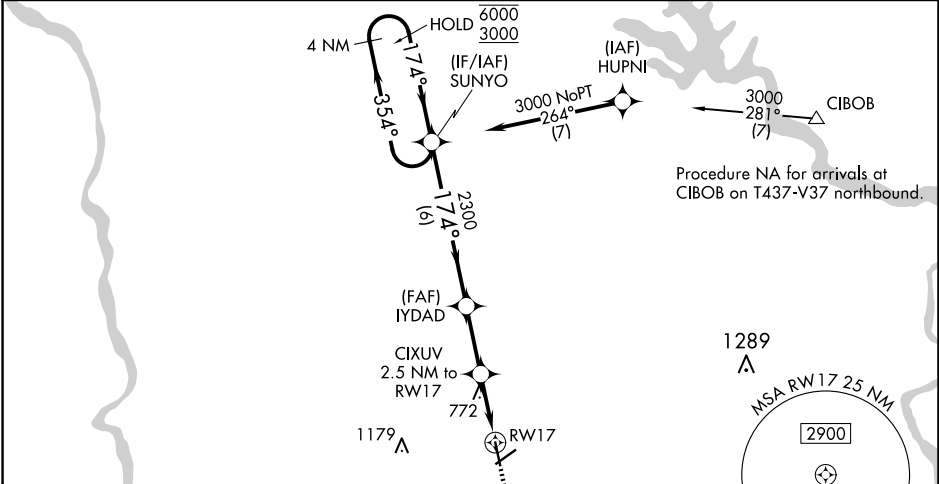 HOLD 6000
3000
4 NM
174°
354°
(IF/IAF)
SUNYO
(IAF)
HUPNI
3000 NoPT
264°
(7)
3000
281°
(7)
CIBOB
Procedure NA for arrivals at
CIBOB on T437-V37 northbound.
2300
174°
(6)
(FAF)
IYDAD
CIXUV
2.5 NM to
RW17
772
1179
RW17
1289
MSA RW17 25 NM
2900